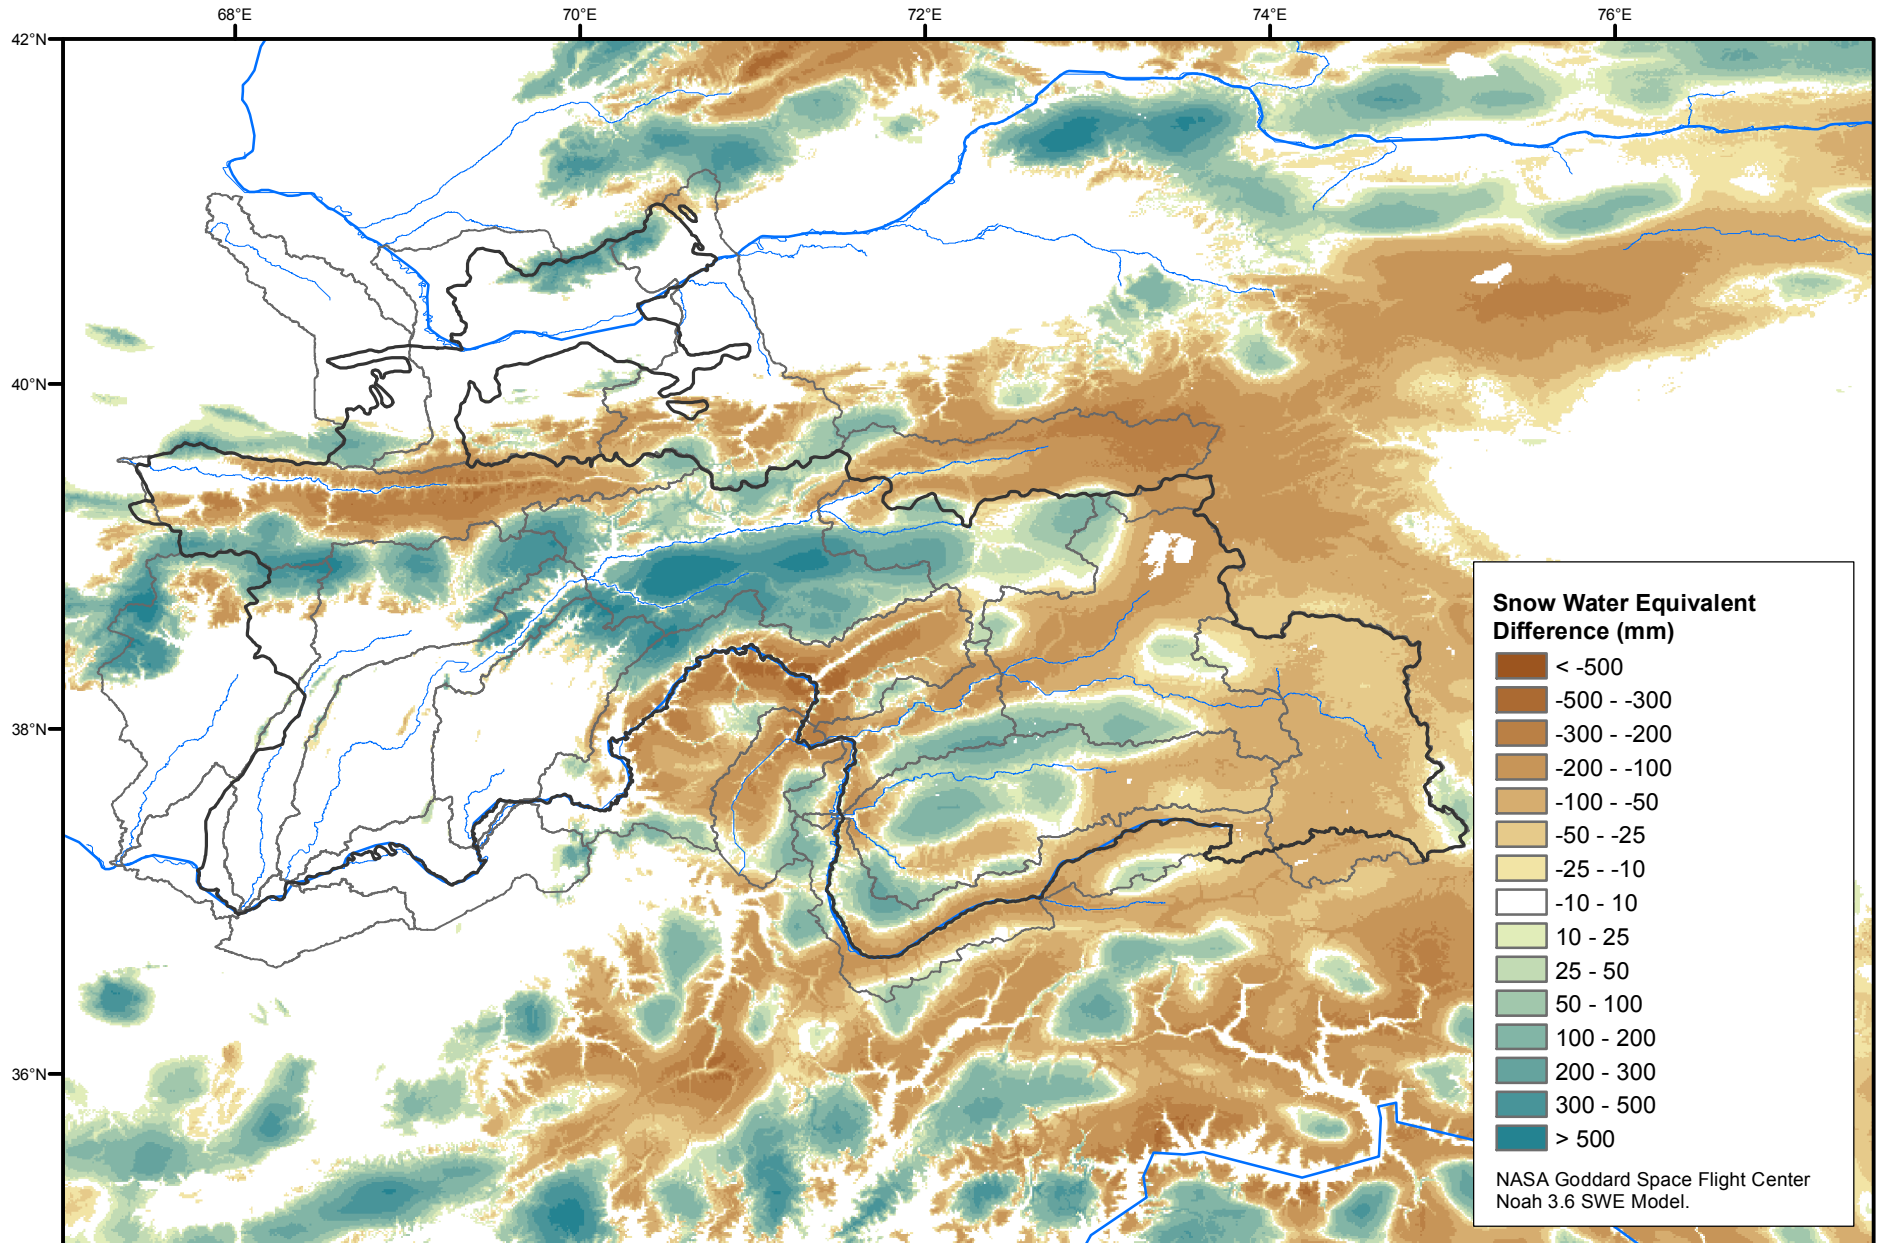 68°E
70°E
72°E
74°E
76°E
42°N
40°N
38°N
36°N
Snow Water Equivalent
Difference (mm)
< -500
-500 - -300
-300 - -200
-200 - -100
-100 - -50
-50 - -25
-25 - -10
-10 - 10
10 - 25
25 - 50
50 - 100
100 - 200
200 - 300
300 - 500
> 500
NASA Goddard Space Flight Center
Noah 3.6 SWE Model.